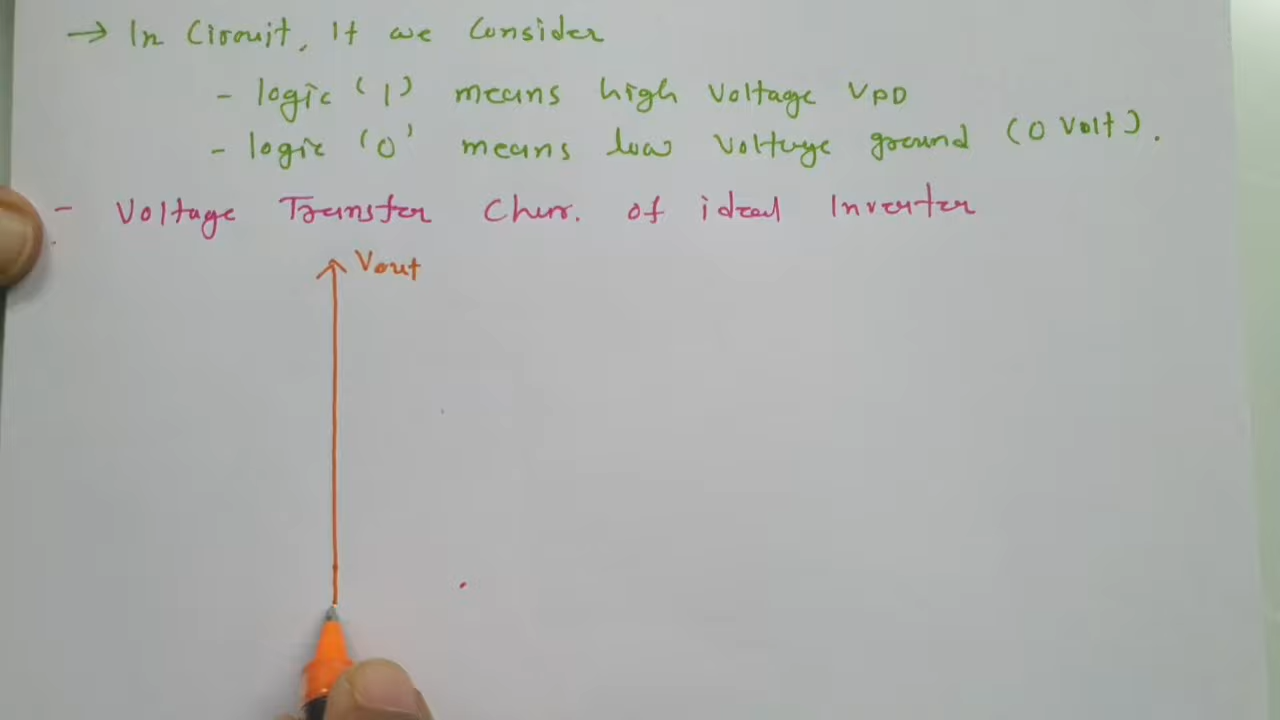 → In Circuit, If we Consider
- logic '1' means high Voltage VDD
- logic '0' means low Voltage ground (0 Volt).
- Voltage Transfer Char. of ideal Inverter
Vout